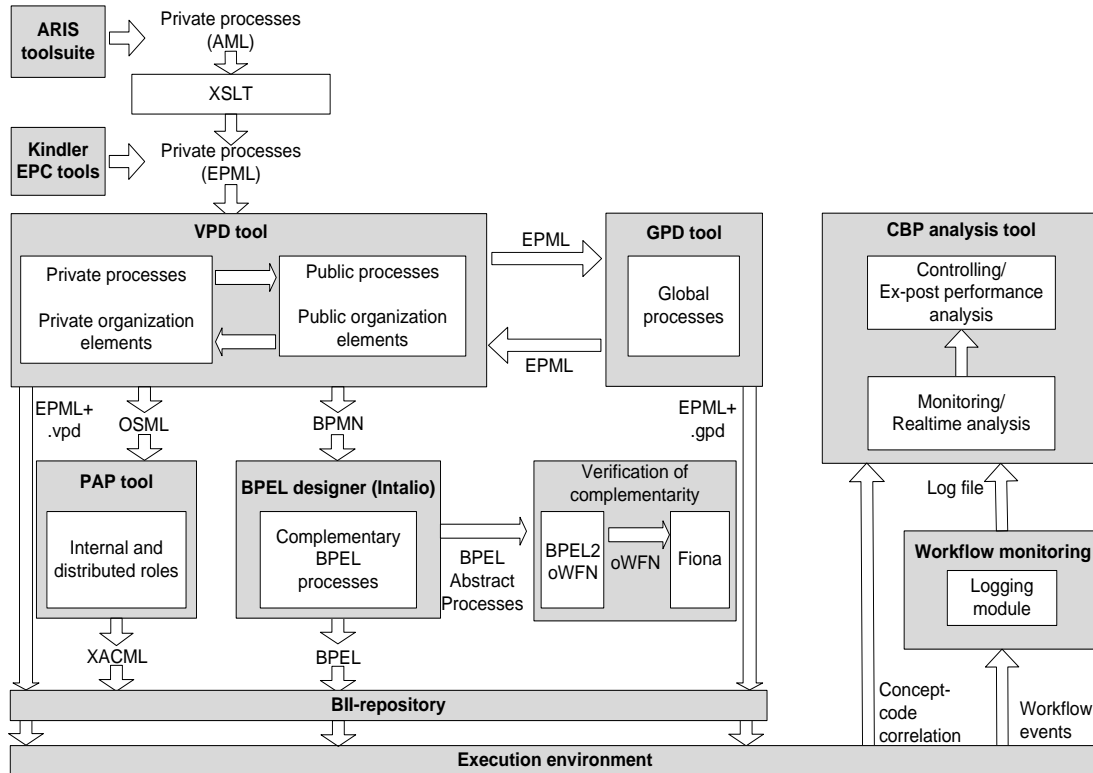 ARIS
toolsuite
Private processes
(AML)
XSLT
Kindler
EPC tools
Private processes
(EPML)
VPD tool
Private processes
Private organization
elements
Public processes
Public organization
elements
EPML
EPML
GPD tool
Global
processes
CBP analysis tool
Controlling/
Ex-post performance
analysis
Monitoring/
Realtime analysis
EPML+
.vpd
OSML
BPMN
EPML+
.gpd
PAP tool
Internal and
distributed roles
BPEL designer (Intalio)
Complementary
BPEL
processes
BPEL
Abstract
Processes
Verification of
complementarity
BPEL2
oWFN
oWFN
Fiona
Log file
Workflow monitoring
Logging
module
XACML
BPEL
BII-repository
Concept-
code
correlation
Workflow
events
Execution environment